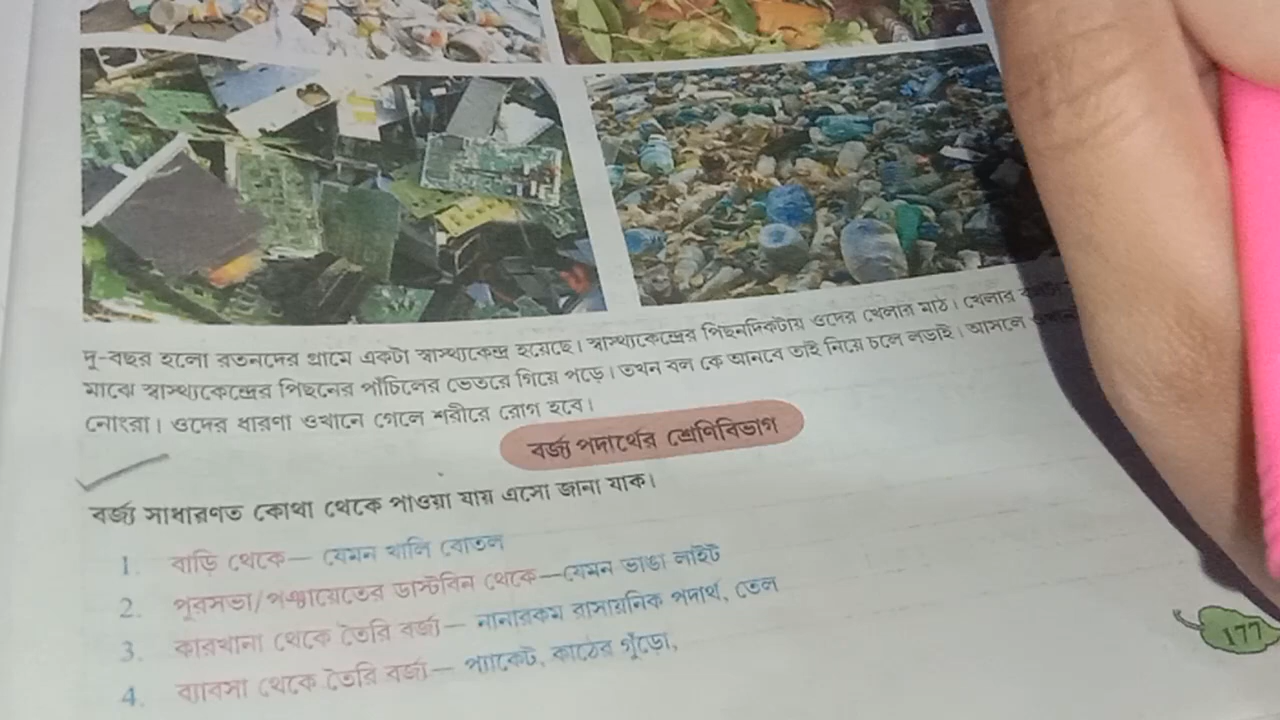 দু-বছর হলো রতনদের গ্রামে একটা স্বাস্থ্যকেন্দ্র হয়েছে। স্বাস্থ্যকেন্দ্রের পিছনদিকটায় ওদের খেলার মাঠ। খেলার
মাঝে স্বাস্থ্যকেন্দ্রের পিছনের পাঁচিলের ভেতরে গিয়ে পড়ে। তখন বল কে আনবে তাই নিয়ে চলে লড়াই। আসলে
নোংরা। ওদের ধারণা ওখানে গেলে শরীরে রোগ হবে।
বর্জ্য পদার্থের শ্রেণিবিভাগ
বর্জ্য সাধারণত কোথা থেকে পাওয়া যায় এসো জানা যাক।
1. বাড়ি থেকে— যেমন খালি বোতল
2. পুরসভা/পঞ্চায়েতের ডাস্টবিন থেকে—যেমন ভাঙা লাইট
3. কারখানা থেকে তৈরি বর্জ্য— নানারকম রাসায়নিক পদার্থ, তেল
4. ব্যাবসা থেকে তৈরি বর্জ্য— প্যাকেট, কাঠের গুঁড়ো,
177